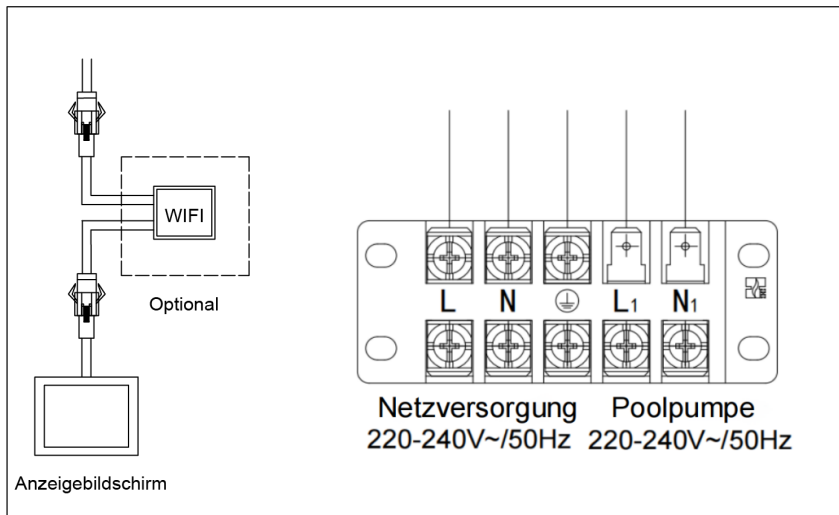 WIFI
Optional
Anzeigebildschirm
L N L1 N1
Netzversorgung Poolpumpe
220-240V~/50Hz 220-240V~/50Hz